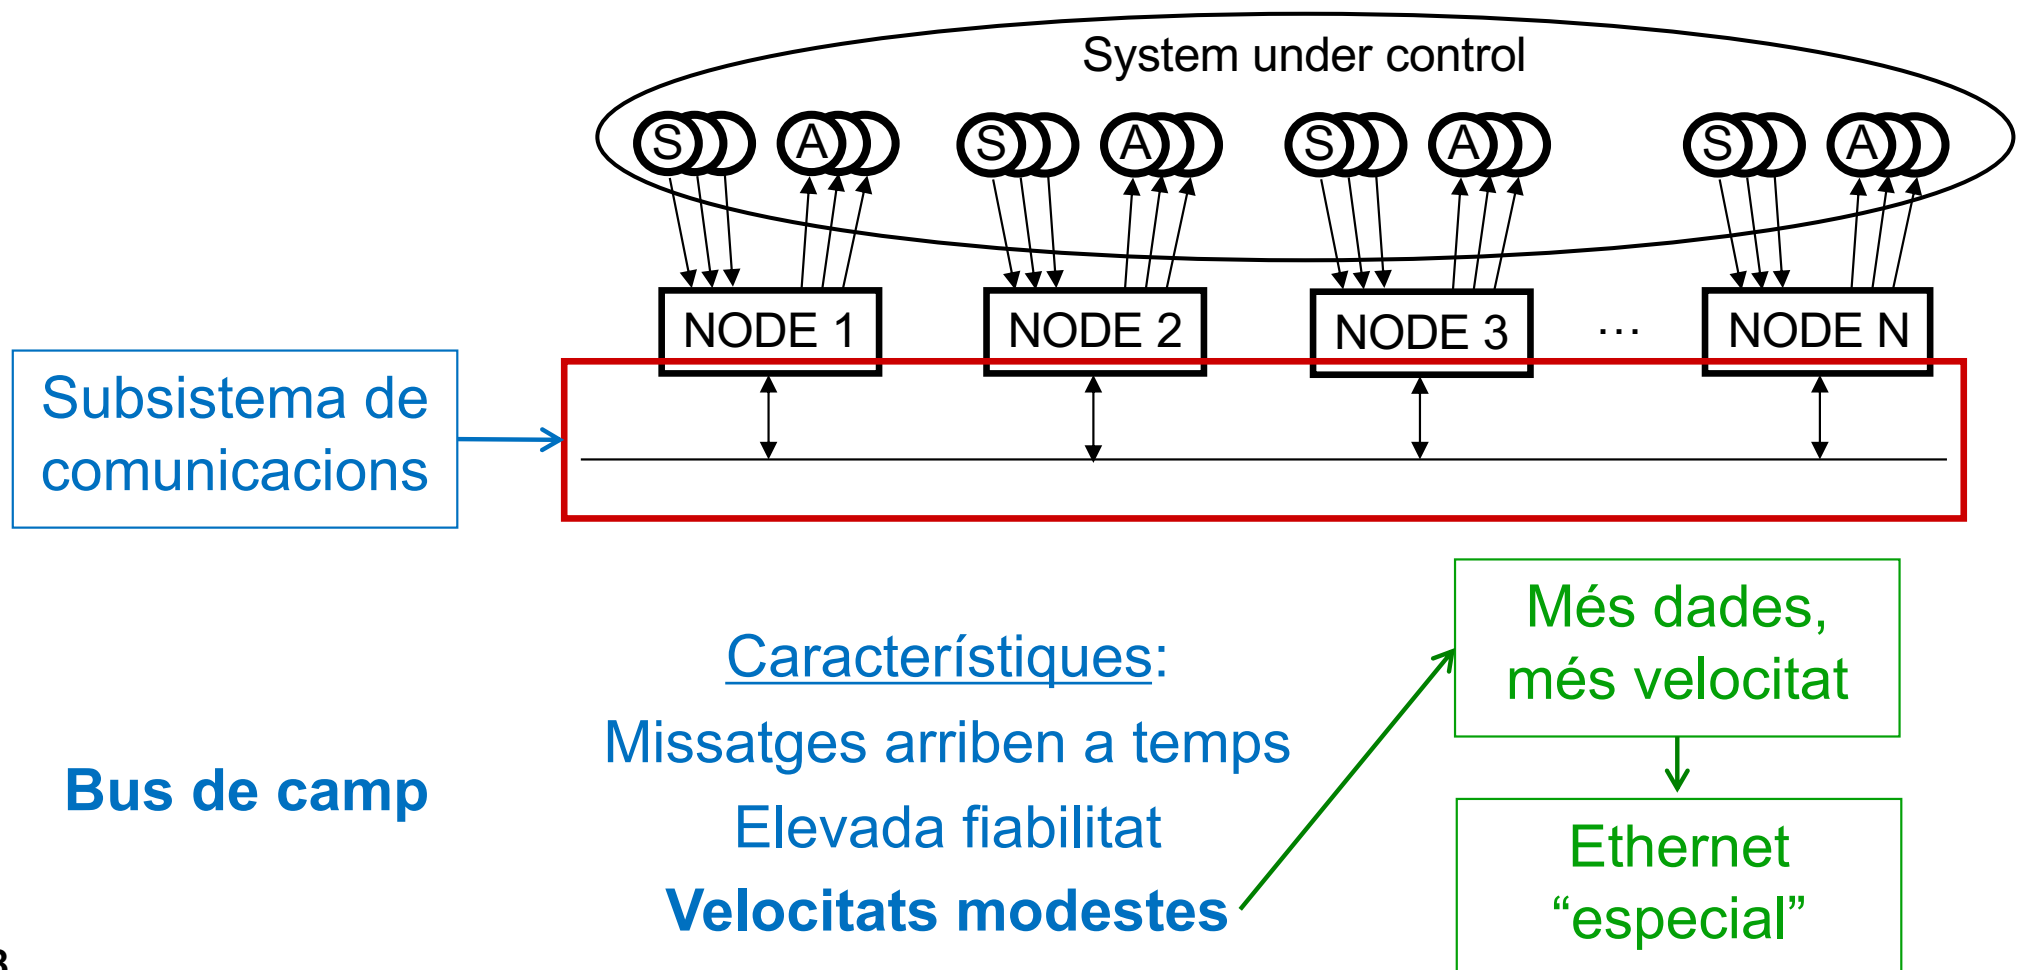 System under control
S A S A S A S A
NODE 1 NODE 2 NODE 3 … NODE N
Subsistema de
comunicacions
Més dades,
més velocitat
Característiques:
Missatges arriben a temps
Bus de camp
Elevada fiabilitat
Velocitats modestes
Ethernet
“especial”